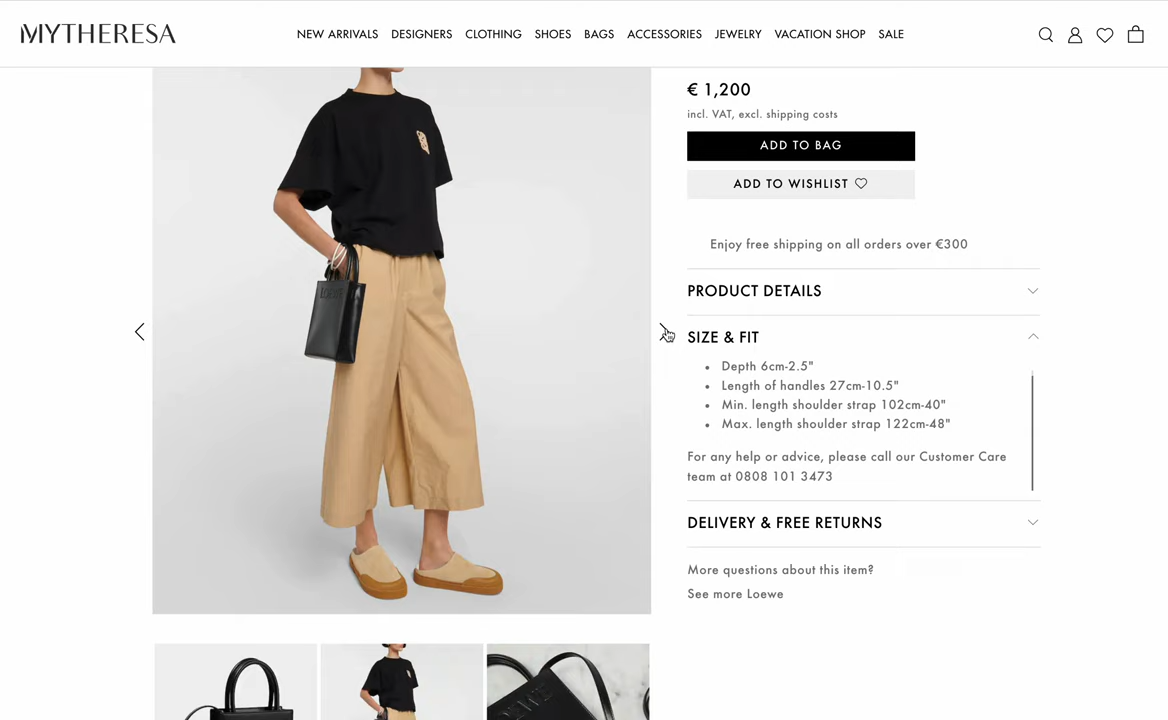 MYTHERESA
NEW ARRIVALS DESIGNERS CLOTHING SHOES BAGS ACCESSORIES JEWELRY VACATION SHOP SALE
€ 1,200
incl. VAT, excl. shipping costs
ADD TO BAG
ADD TO WISHLIST
Enjoy free shipping on all orders over €300
PRODUCT DETAILS
SIZE & FIT
• Depth 6cm-2.5"
• Length of handles 27cm-10.5"
• Min. length shoulder strap 102cm-40"
• Max. length shoulder strap 122cm-48"
For any help or advice, please call our Customer Care
team at 0808 101 3473
DELIVERY & FREE RETURNS
More questions about this item?
See more Loewe
LOEWE
LOEWE